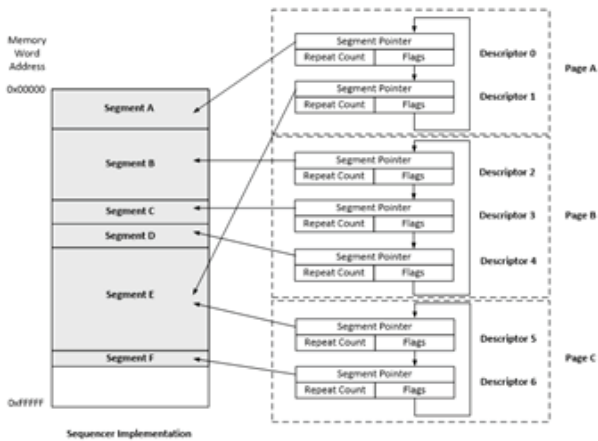 Memory
Word
Address
0x00000
Segment A
Segment B
Segment C
Segment D
Segment E
Segment F
0xFFFFF
Sequencer Implementation
Segment Pointer
Repeat Count Flags
Descriptor 0
Segment Pointer
Repeat Count Flags
Descriptor 1
Page A
Segment Pointer
Repeat Count Flags
Descriptor 2
Segment Pointer
Repeat Count Flags
Descriptor 3
Segment Pointer
Repeat Count Flags
Descriptor 4
Page B
Segment Pointer
Repeat Count Flags
Descriptor 5
Segment Pointer
Repeat Count Flags
Descriptor 6
Page C